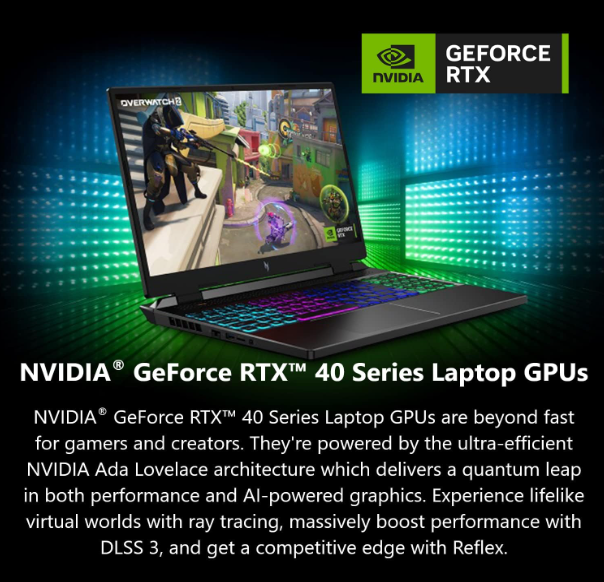 NVIDIA
GEFORCE
RTX
OVERWATCH 2
GEFORCE
RTX
NVIDIA® GeForce RTX™ 40 Series Laptop GPUs
NVIDIA® GeForce RTX™ 40 Series Laptop GPUs are beyond fast
for gamers and creators. They're powered by the ultra-efficient
NVIDIA Ada Lovelace architecture which delivers a quantum leap
in both performance and AI-powered graphics. Experience lifelike
virtual worlds with ray tracing, massively boost performance with
DLSS 3, and get a competitive edge with Reflex.